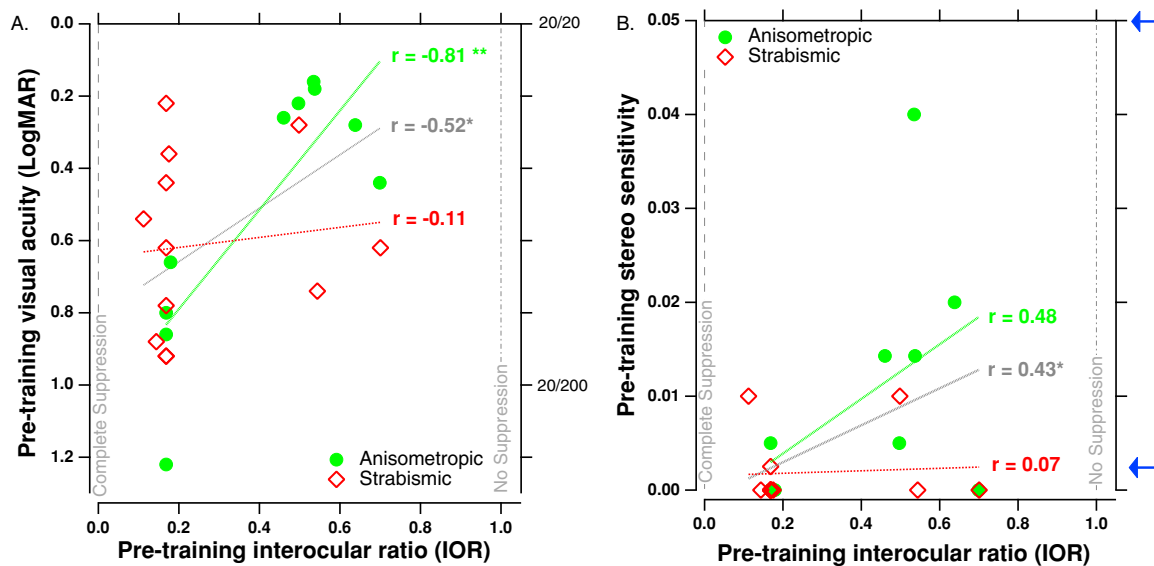 A.
Pre-training visual acuity (LogMAR)
0.0
0.2
0.4
0.6
0.8
1.0
1.2
20/20
20/200
r = -0.81 **
r = -0.52*
r = -0.11
Complete Suppression
No Suppression
Anisometropic
Strabismic
0.0
0.2
0.4
0.6
0.8
1.0
Pre-training interocular ratio (IOR)
B.
Pre-training stereo sensitivity
0.05
0.04
0.03
0.02
0.01
0.00
Anisometropic
Strabismic
r = 0.48
r = 0.43*
r = 0.07
Complete Suppression
No Suppression
0.0
0.2
0.4
0.6
0.8
1.0
Pre-training interocular ratio (IOR)